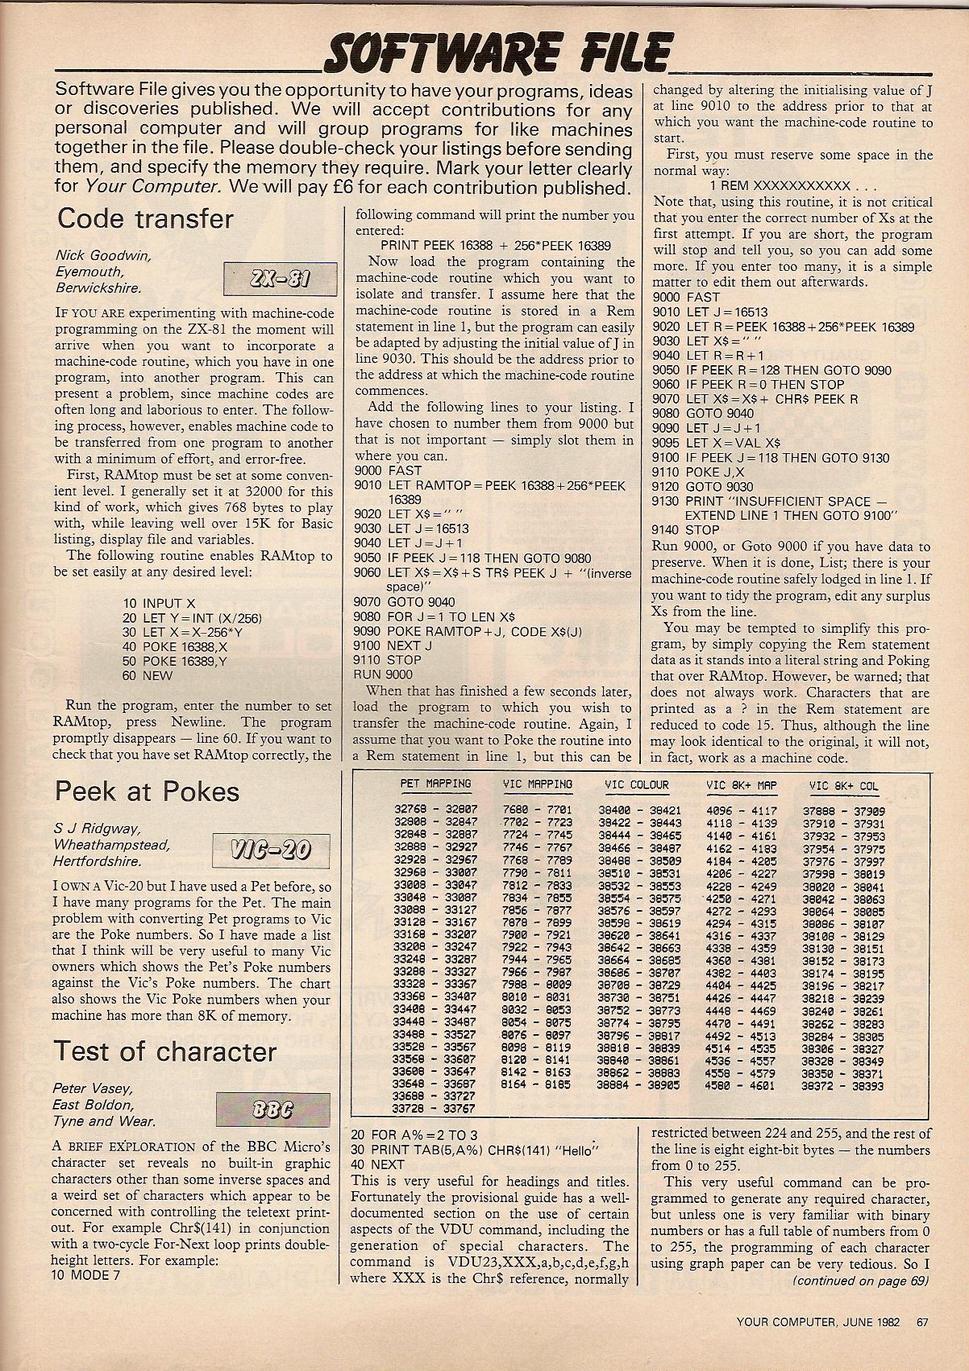 SOFTWARE FILE
Software File gives you the opportunity to have your programs, ideas
or discoveries published. We will accept contributions for any
personal computer and will group programs for like machines
together in the file. Please double-check your listings before sending
them, and specify the memory they require. Mark your letter clearly
for Your Computer. We will pay £6 for each contribution published.
Code transfer
Nick Goodwin,
Eyemouth,
Berwickshire.
ZX-81
IF YOU ARE experimenting with machine-code
programming on the ZX-81 the moment will
arrive when you want to incorporate a
machine-code routine, which you have in one
program, into another program. This can
present a problem, since machine codes are
often long and laborious to enter. The follow-
ing process, however, enables machine code to
be transferred from one program to another
with a minimum of effort, and error-free.
First, RAMtop must be set at some conven-
ient level. I generally set it at 32000 for this
kind of work, which gives 768 bytes to play
with, while leaving well over 15K for Basic
listing, display file and variables.
The following routine enables RAMtop to
be set easily at any desired level:
10 INPUT X
20 LET Y=INT (X/256)
30 LET X=X-256*Y
40 POKE 16388,X
50 POKE 16389,Y
60 NEW
Run the program, enter the number to set
RAMtop, press Newline. The program
promptly disappears — line 60. If you want to
check that you have set RAMtop correctly, the
following command will print the number you
entered:
PRINT PEEK 16388 + 256*PEEK 16389
Now load the program containing the
machine-code routine which you want to
isolate and transfer. I assume here that the
machine-code routine is stored in a Rem
statement in line 1, but the program can easily
be adapted by adjusting the initial value of J in
line 9030. This should be the address prior to
the address at which the machine-code routine
commences.
Add the following lines to your listing. I
have chosen to number them from 9000 but
that is not important — simply slot them in
where you can.
9000 FAST
9010 LET RAMTOP=PEEK 16388+256*PEEK
16389
9020 LET X$=" "
9030 LET J=16513
9040 LET J=J+1
9050 IF PEEK J=118 THEN GOTO 9080
9060 LET X$=X$+S TR$ PEEK J + "(inverse
space)"
9070 GOTO 9040
9080 FOR J=1 TO LEN X$
9090 POKE RAMTOP+J, CODE X$(J)
9100 NEXT J
9110 STOP
RUN 9000
When that has finished a few seconds later,
load the program to which you wish to
transfer the machine-code routine. Again, I
assume that you want to Poke the routine into
a Rem statement in line 1, but this can be
changed by altering the initialising value of J
at line 9010 to the address prior to that at
which you want the machine-code routine to
start.
First, you must reserve some space in the
normal way:
1 REM XXXXXXXXXXX . . .
Note that, using this routine, it is not critical
that you enter the correct number of Xs at the
first attempt. If you are short, the program
will stop and tell you, so you can add some
more. If you enter too many, it is a simple
matter to edit them out afterwards.
9000 FAST
9010 LET J=16513
9020 LET R=PEEK 16388+256*PEEK 16389
9030 LET X$=" "
9040 LET R=R+1
9050 IF PEEK R=128 THEN GOTO 9090
9060 IF PEEK R=0 THEN STOP
9070 LET X$=X$+ CHR$ PEEK R
9080 GOTO 9040
9090 LET J=J+1
9095 LET X=VAL X$
9100 IF PEEK J=118 THEN GOTO 9130
9110 POKE J,X
9120 GOTO 9030
9130 PRINT "INSUFFICIENT SPACE —
EXTEND LINE 1 THEN GOTO 9100"
9140 STOP
Run 9000, or Goto 9000 if you have data to
preserve. When it is done, List; there is your
machine-code routine safely lodged in line 1. If
you want to tidy the program, edit any surplus
Xs from the line.
You may be tempted to simplify this pro-
gram, by simply copying the Rem statement
data as it stands into a literal string and Poking
that over RAMtop. However, be warned; that
does not always work. Characters that are
printed as a ? in the Rem statement are
reduced to code 15. Thus, although the line
may look identical to the original, it will not,
in fact, work as a machine code.
Peek at Pokes
S J Ridgway,
Wheathampstead,
Hertfordshire.
VIC-20
I OWN A Vic-20 but I have used a Pet before, so
I have many programs for the Pet. The main
problem with converting Pet programs to Vic
are the Poke numbers. So I have made a list
that I think will be very useful to many Vic
owners which shows the Pet's Poke numbers
against the Vic's Poke numbers. The chart
also shows the Vic Poke numbers when your
machine has more than 8K of memory.
PET MAPPING VIC MAPPING VIC COLOUR VIC 8K+ MAP VIC 8K+ COL
32768 - 32807 7680 - 7701 38400 - 38421 4096 - 4117 37888 - 37909
32808 - 32847 7702 - 7723 38422 - 38443 4118 - 4139 37910 - 37931
32848 - 32887 7724 - 7745 38444 - 38465 4140 - 4161 37932 - 37953
32888 - 32927 7746 - 7767 38466 - 38487 4162 - 4183 37954 - 37975
32928 - 32967 7768 - 7789 38488 - 38509 4184 - 4205 37976 - 37997
32968 - 33007 7790 - 7811 38510 - 38531 4206 - 4227 37998 - 38019
33008 - 33047 7812 - 7833 38532 - 38553 4228 - 4249 38020 - 38041
33048 - 33087 7834 - 7855 38554 - 38575 4250 - 4271 38042 - 38063
33088 - 33127 7856 - 7877 38576 - 38597 4272 - 4293 38064 - 38085
33128 - 33167 7878 - 7899 38598 - 38619 4294 - 4315 38086 - 38107
33168 - 33207 7900 - 7921 38620 - 38641 4316 - 4337 38108 - 38129
33208 - 33247 7922 - 7943 38642 - 38663 4338 - 4359 38130 - 38151
33248 - 33287 7944 - 7965 38664 - 38685 4360 - 4381 38152 - 38173
33288 - 33327 7966 - 7987 38686 - 38707 4382 - 4403 38174 - 38195
33328 - 33367 7988 - 8009 38708 - 38729 4404 - 4425 38196 - 38217
33368 - 33407 8010 - 8031 38730 - 38751 4426 - 4447 38218 - 38239
33408 - 33447 8032 - 8053 38752 - 38773 4448 - 4469 38240 - 38261
33448 - 33487 8054 - 8075 38774 - 38795 4470 - 4491 38262 - 38283
33488 - 33527 8076 - 8097 38796 - 38817 4492 - 4513 38284 - 38305
33528 - 33567 8098 - 8119 38818 - 38839 4514 - 4535 38306 - 38327
33568 - 33607 8120 - 8141 38840 - 38861 4536 - 4557 38328 - 38349
33608 - 33647 8142 - 8163 38862 - 38883 4558 - 4579 38350 - 38371
33648 - 33687 8164 - 8185 38884 - 38905 4580 - 4601 38372 - 38393
33688 - 33727
33728 - 33767
Test of character
Peter Vasey,
East Boldon,
Tyne and Wear.
BBC
A BRIEF EXPLORATION of the BBC Micro's
character set reveals no built-in graphic
characters other than some inverse spaces and
a weird set of characters which appear to be
concerned with controlling the teletext print-
out. For example Chr$(141) in conjunction
with a two-cycle For-Next loop prints double-
height letters. For example:
10 MODE 7
20 FOR A%=2 TO 3
30 PRINT TAB(5,A%) CHR$(141) "Hello"
40 NEXT
This is very useful for headings and titles.
Fortunately the provisional guide has a well-
documented section on the use of certain
aspects of the VDU command, including the
generation of special characters. The
command is VDU23,XXX,a,b,c,d,e,f,g,h
where XXX is the Chr$ reference, normally
restricted between 224 and 255, and the rest of
the line is eight eight-bit bytes — the numbers
from 0 to 255.
This very useful command can be pro-
grammed to generate any required character,
but unless one is very familiar with binary
numbers or has a full table of numbers from 0
to 255, the programming of each character
using graph paper can be very tedious. So I
(continued on page 69)
YOUR COMPUTER, JUNE 1982 67